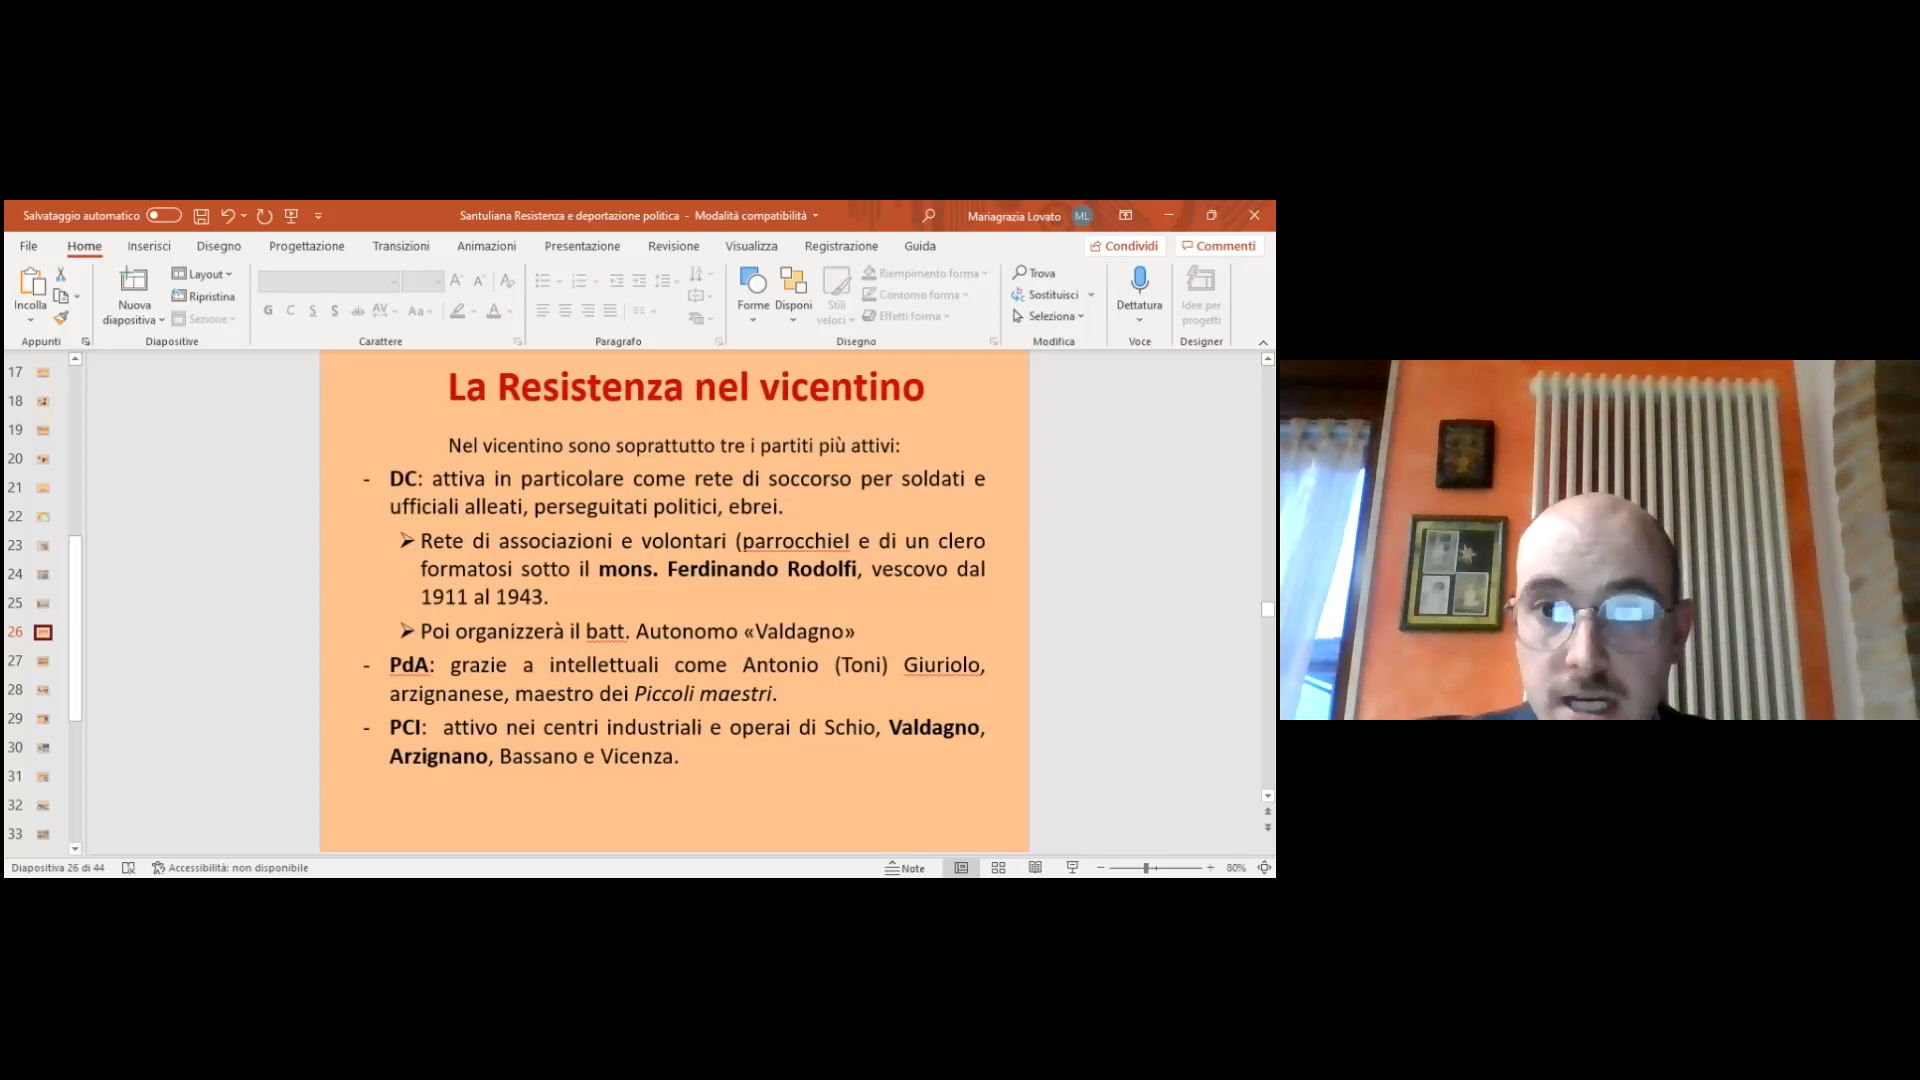 Salvataggio automatico
Santuliana Resistenza e deportazione politica - Modalità compatibilità
Mariagrazia Lovato ML
File Home Inserisci Disegno Progettazione Transizioni Animazioni Presentazione Revisione Visualizza Registrazione Guida Condividi Commenti
Incolla
Nuova diapositiva
Layout
Ripristina
Sezione
G C S S ab AV Aa A
Forme Disponi Stili veloci
Riempimento forma
Contorno forma
Effetti forma
Trova
Sostituisci
Seleziona
Dettatura
Idee per progetti
Appunti Diapositive Carattere Paragrafo Disegno Modifica Voce Designer
17
18
19
20
21
22
23
24
25
26
27
28
29
30
31
32
33
La Resistenza nel vicentino
Nel vicentino sono soprattutto tre i partiti più attivi:
- DC: attiva in particolare come rete di soccorso per soldati e
ufficiali alleati, perseguitati politici, ebrei.
➢ Rete di associazioni e volontari (parrocchieI e di un clero
formatosi sotto il mons. Ferdinando Rodolfi, vescovo dal
1911 al 1943.
➢ Poi organizzerà il batt. Autonomo «Valdagno»
- PdA: grazie a intellettuali come Antonio (Toni) Giuriolo,
arzignanese, maestro dei Piccoli maestri.
- PCI: attivo nei centri industriali e operai di Schio, Valdagno,
Arzignano, Bassano e Vicenza.
Diapositiva 26 di 44 Accessibilità: non disponibile Note 80%